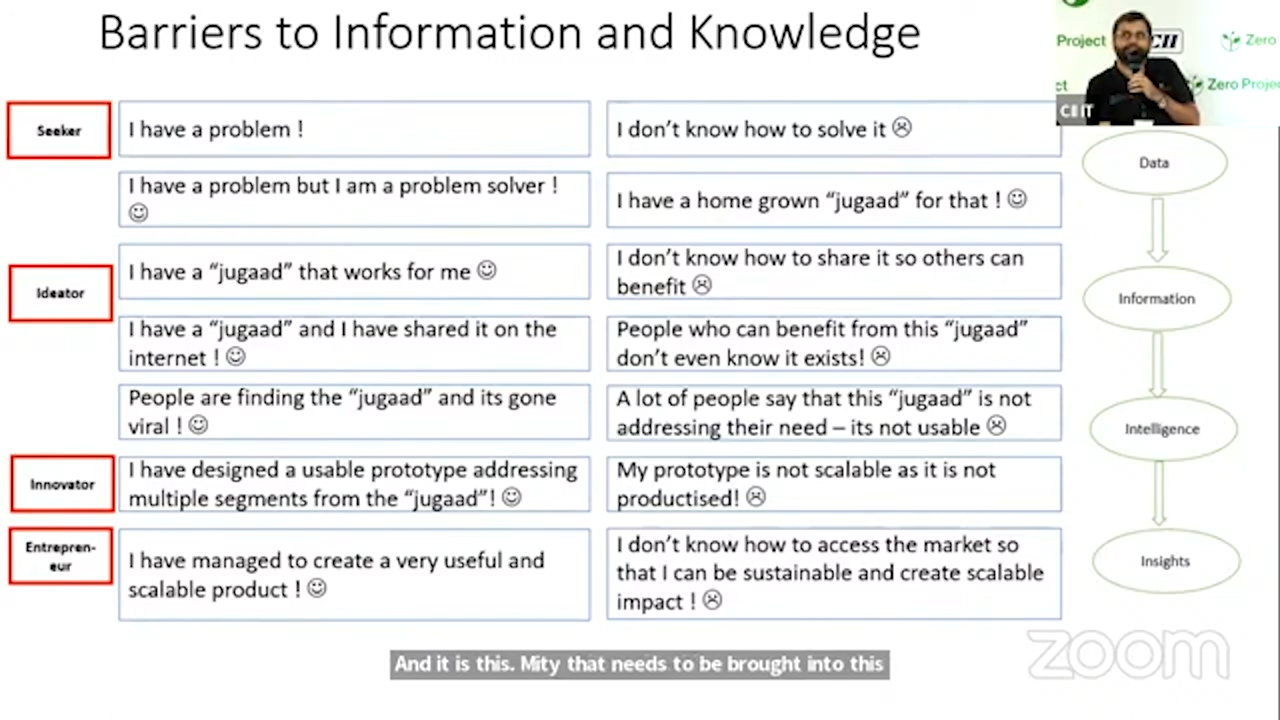 Barriers to Information and Knowledge
Project
CII
Zero
ct
Zero Project
Seeker
I have a problem !
I don't know how to solve it ☹
I have a problem but I am a problem solver !
☺
I have a home grown "jugaad" for that ! ☺
Ideator
I have a "jugaad" that works for me ☺
I don't know how to share it so others can
benefit ☹
I have a "jugaad" and I have shared it on the
internet ! ☺
People who can benefit from this "jugaad"
don't even know it exists! ☹
People are finding the "jugaad" and its gone
viral ! ☺
A lot of people say that this "jugaad" is not
addressing their need – its not usable ☹
Innovator
I have designed a usable prototype addressing
multiple segments from the "jugaad"! ☺
My prototype is not scalable as it is not
productised! ☹
Entrepren-
eur
I have managed to create a very useful and
scalable product ! ☺
I don't know how to access the market so
that I can be sustainable and create scalable
impact ! ☹
Data
Information
Intelligence
Insights
And it is this. Mity that needs to be brought into this
zoom